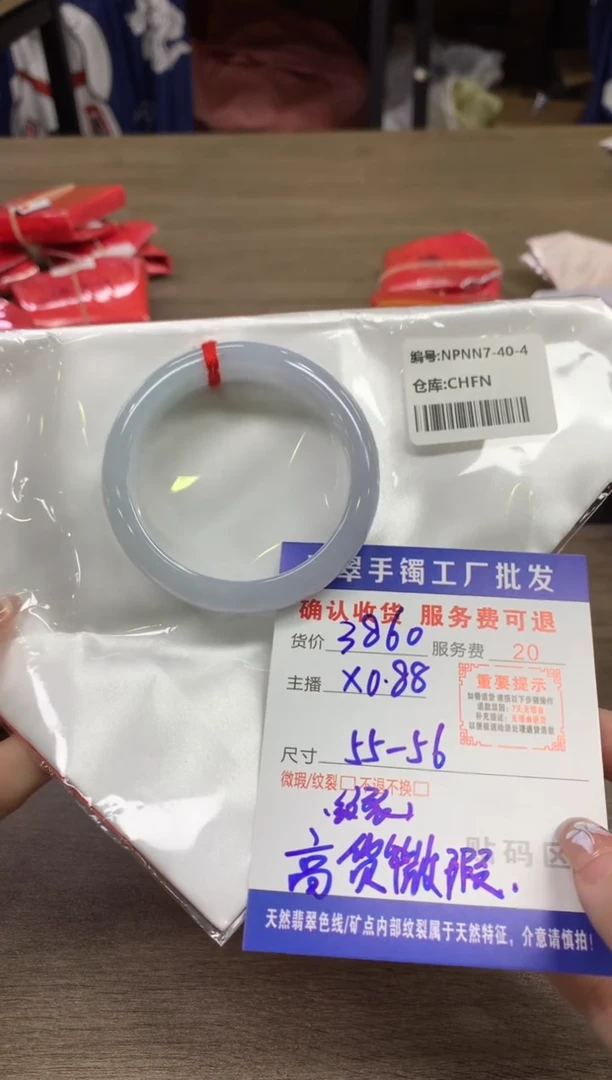 编号:NPNN7-40-4
仓库:CHFN
翠手镯工厂批发
确认收货 服务费可退
货价 3860 服务费 20
主播 X0.88
重要提示
尺寸 55-56
微瑕/纹裂□不退不换□
高货微瑕.
贴码区
天然翡翠色线/矿点内部纹裂属于天然特征，介意请慎拍!